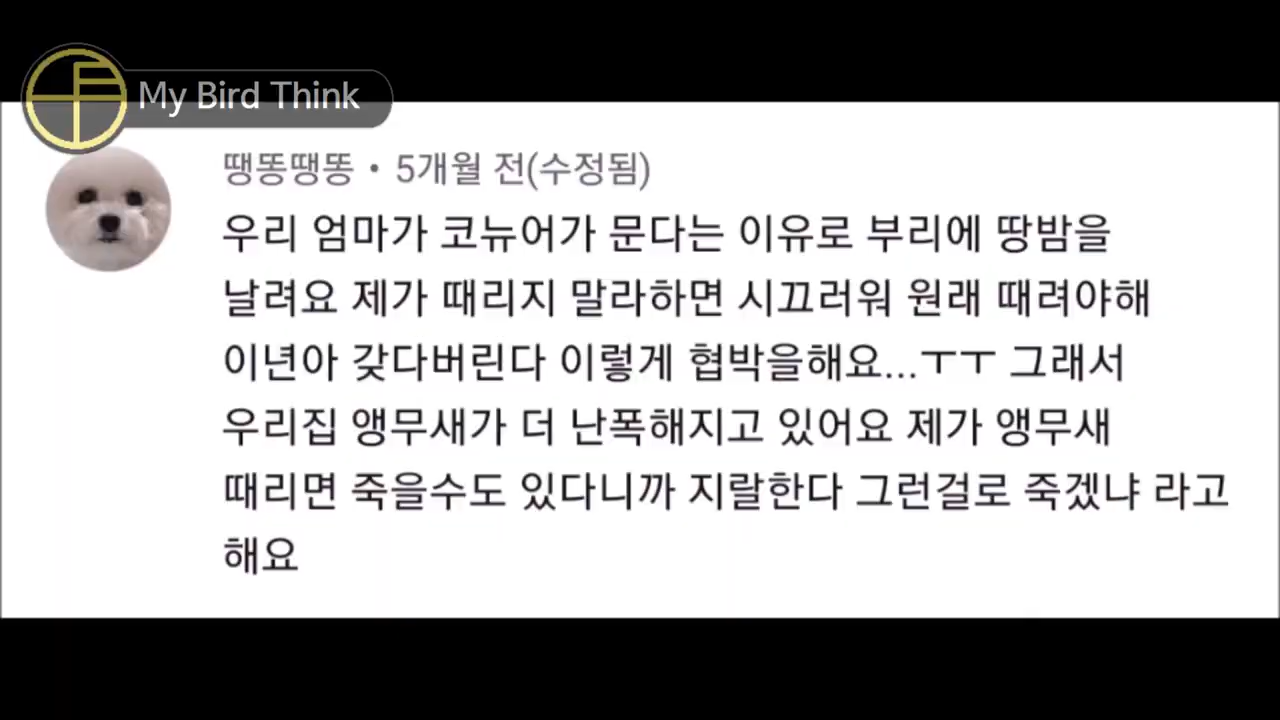 My Bird Think
땡똥땡똥 • 5개월 전(수정됨)
우리 엄마가 코뉴어가 문다는 이유로 부리에 땅밤을
날려요 제가 때리지 말라하면 시끄러워 원래 때려야해
이년아 갖다버린다 이렇게 협박을해요...ㅜㅜ 그래서
우리집 앵무새가 더 난폭해지고 있어요 제가 앵무새
때리면 죽을수도 있다니까 지랄한다 그런걸로 죽겠냐 라고
해요